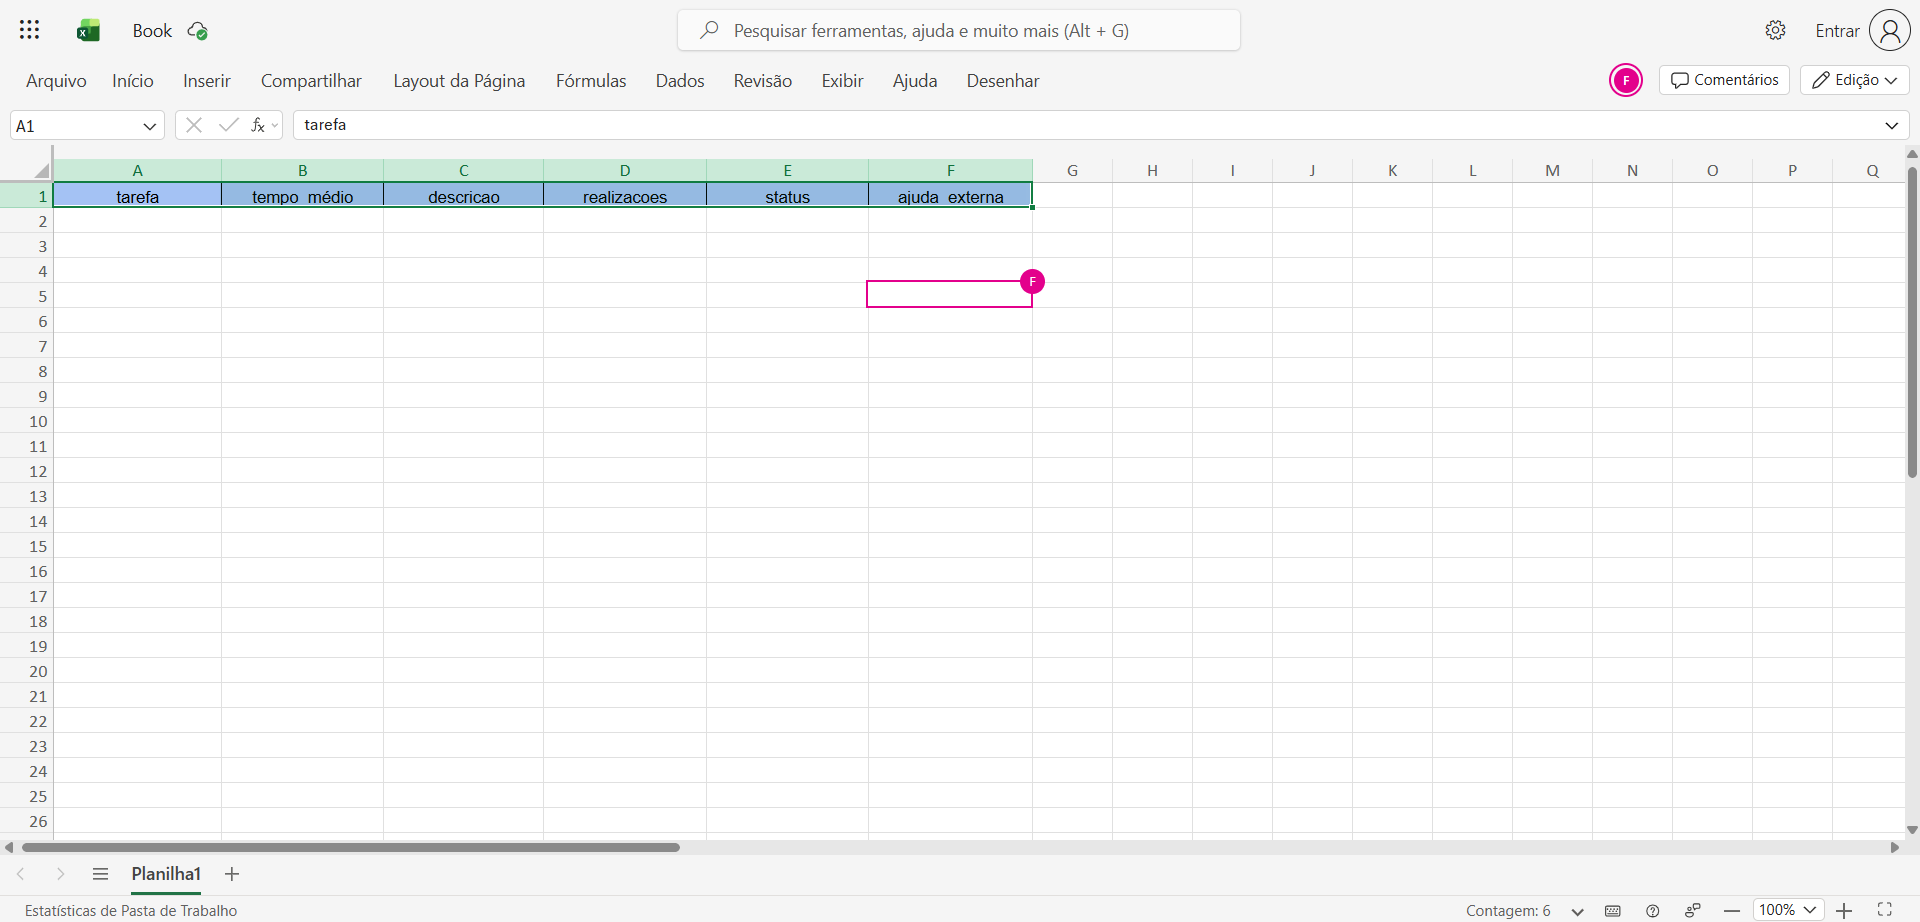 Book
Pesquisar ferramentas, ajuda e muito mais (Alt + G)
Entrar
Arquivo Início Inserir Compartilhar Layout da Página Fórmulas Dados Revisão Exibir Ajuda Desenhar
F Comentários Edição
A1 fx tarefa
A B C D E F G H I J K L M N O P Q
1 tarefa tempo_médio descricao realizacoes status ajuda_externa
2
3
4
F
5
6
7
8
9
10
11
12
13
14
15
16
17
18
19
20
21
22
23
24
25
26
Planilha1
Estatísticas de Pasta de Trabalho Contagem: 6 100%